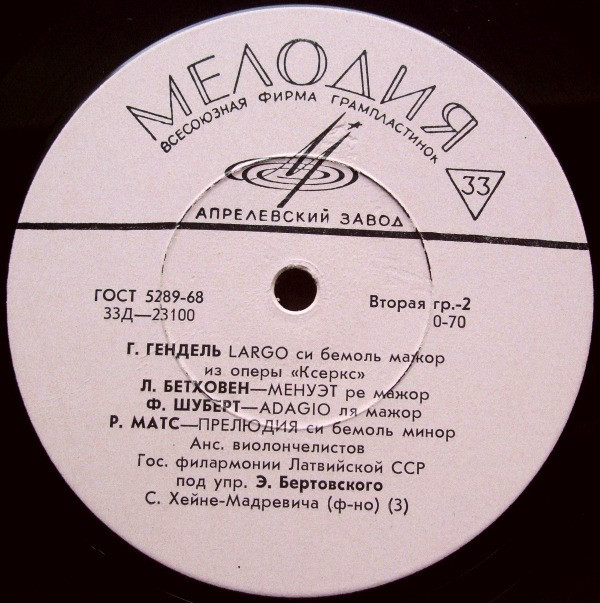 МЕЛОДИЯ
ВСЕСОЮЗНАЯ ФИРМА ГРАМПЛАСТИНОК
33
АПРЕЛЕВСКИЙ ЗАВОД
ГОСТ 5289-68
33Д—23100
Вторая гр.-2
0-70
Г. ГЕНДЕЛЬ LARGO си бемоль мажор
из оперы «Ксеркс»
Л. БЕТХОВЕН—МЕНУЭТ ре мажор
Ф. ШУБЕРТ—ADAGIO ля мажор
Р. МАТС—ПРЕЛЮДИЯ си бемоль минор
Анс. виолончелистов
Гос. филармонии Латвийской ССР
под упр. Э. Бертовского
С. Хейне-Мадревича (ф-но) (3)